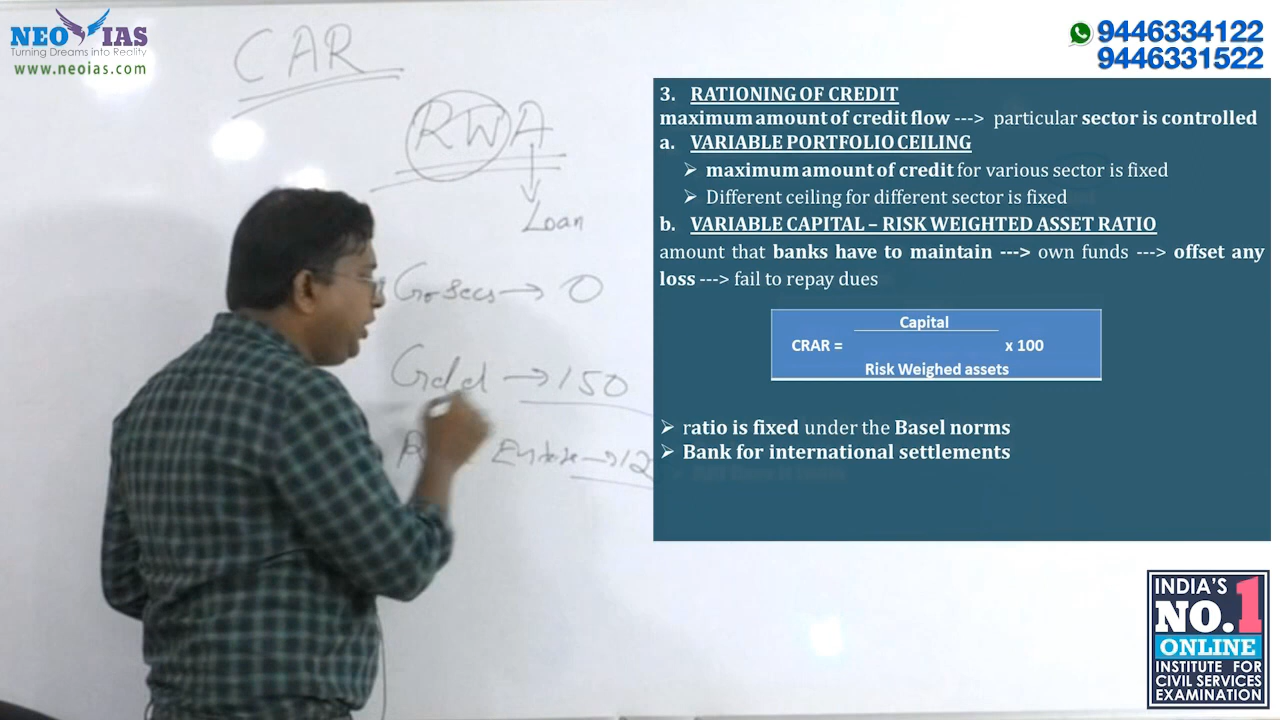 NEO IAS
Turning Dreams into Reality
www.neoias.com
CAR
RWA
Loan
GoSecs → 0
Gold → 150
→ 12
9446334122
9446331522
3. RATIONING OF CREDIT
maximum amount of credit flow ---> particular sector is controlled
a. VARIABLE PORTFOLIO CEILING
➢ maximum amount of credit for various sector is fixed
➢ Different ceiling for different sector is fixed
b. VARIABLE CAPITAL – RISK WEIGHTED ASSET RATIO
amount that banks have to maintain ---> own funds ---> offset any
loss ---> fail to repay dues
Capital
CRAR = x 100
Risk Weighed assets
➢ ratio is fixed under the Basel norms
➢ Bank for international settlements
INDIA'S
NO.1
ONLINE
INSTITUTE FOR
CIVIL SERVICES
EXAMINATION